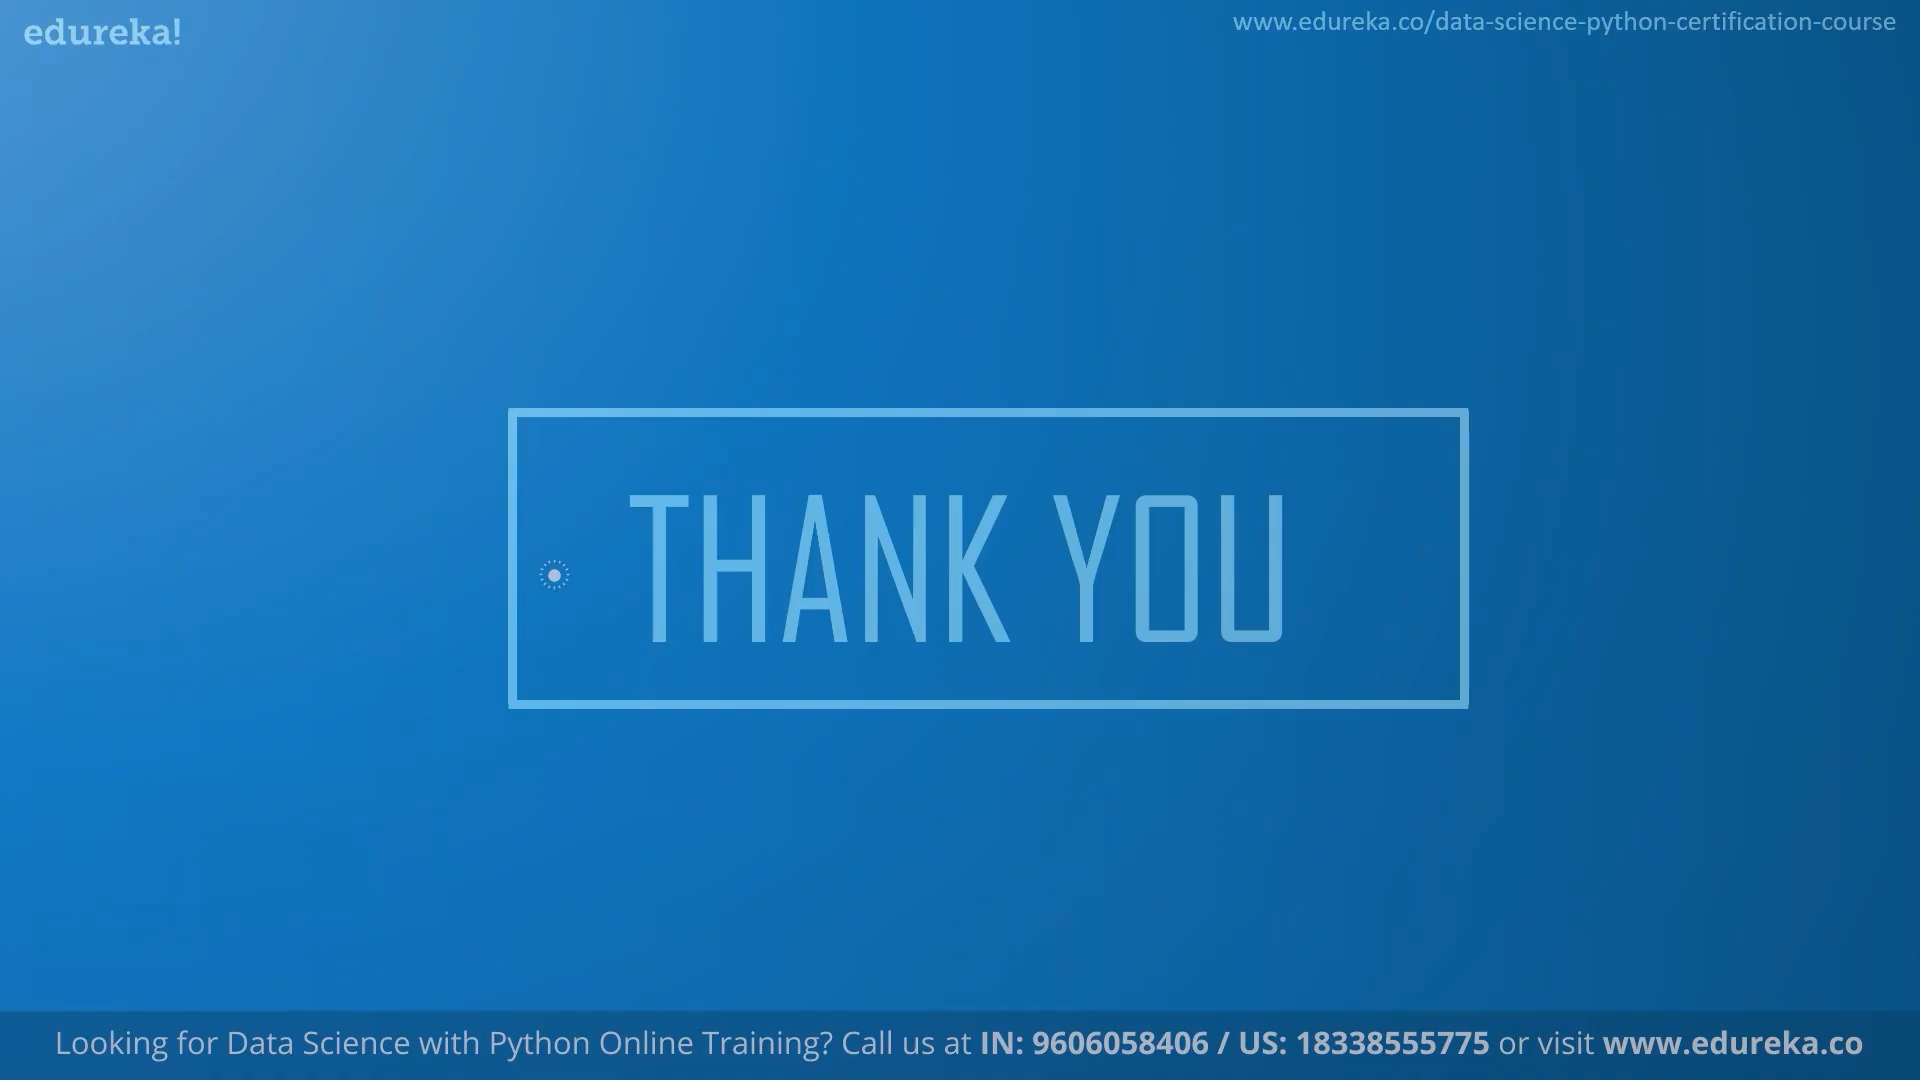 edureka!
www.edureka.co/data-science-python-certification-course
THANK YOU
Looking for Data Science with Python Online Training? Call us at IN: 9606058406 / US: 18338555775 or visit www.edureka.co